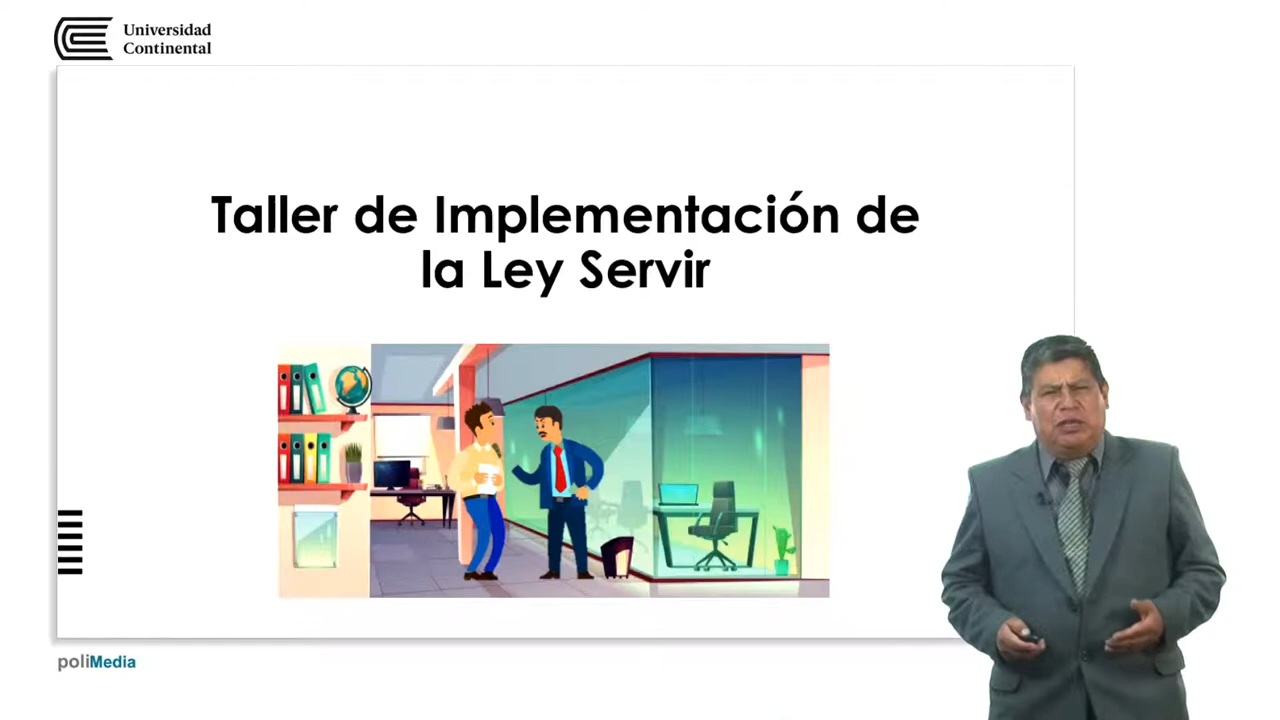 Universidad
Continental
Taller de Implementación de
la Ley Servir
poliMedia